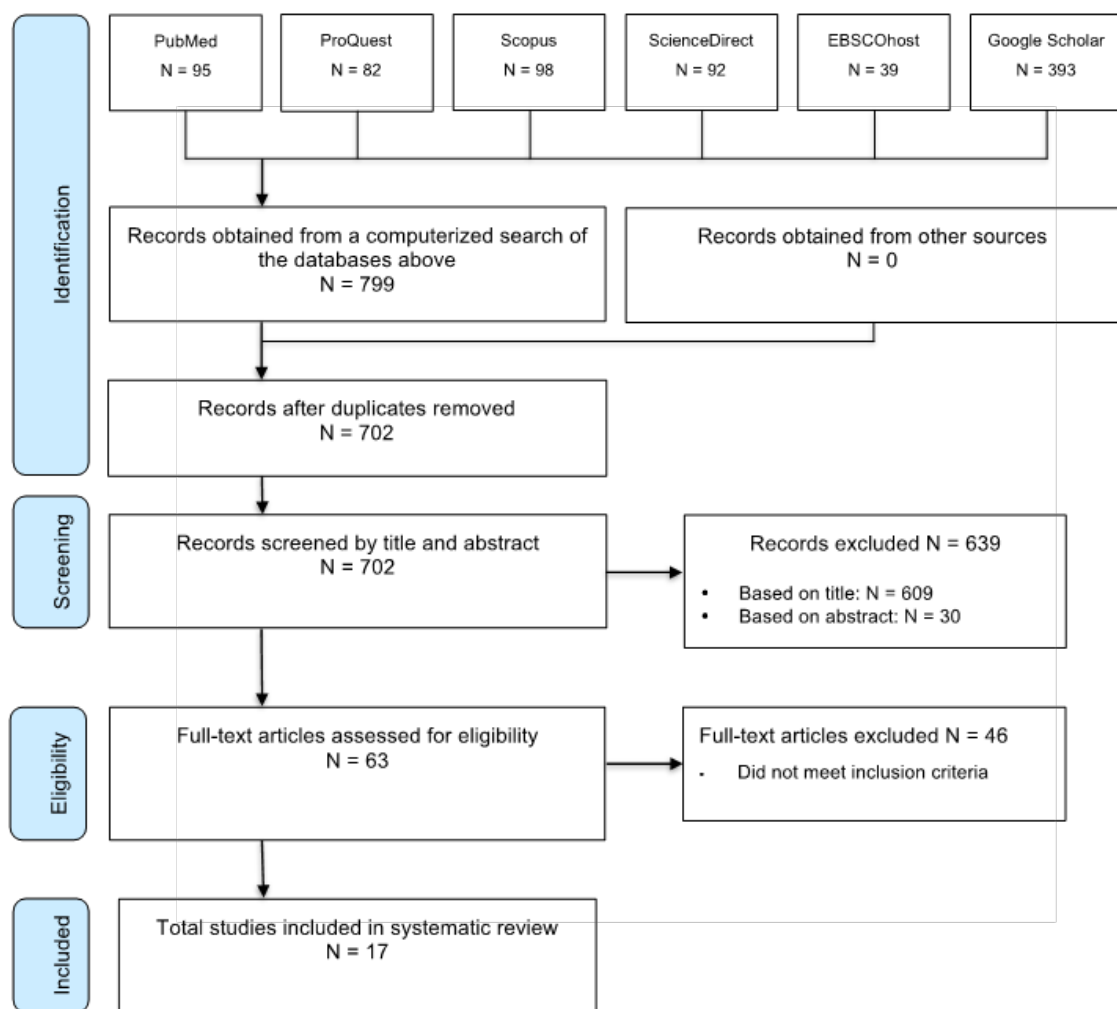 PubMed
N = 95
ProQuest
N = 82
Scopus
N = 98
ScienceDirect
N = 92
EBSCOhost
N = 39
Google Scholar
N = 393
Identification
Records obtained from a computerized search of
the databases above
N = 799
Records obtained from other sources
N = 0
Records after duplicates removed
N = 702
Screening
Records screened by title and abstract
N = 702
Records excluded N = 639
• Based on title: N = 609
• Based on abstract: N = 30
Eligibility
Full-text articles assessed for eligibility
N = 63
Full-text articles excluded N = 46
- Did not meet inclusion criteria
Included
Total studies included in systematic review
N = 17